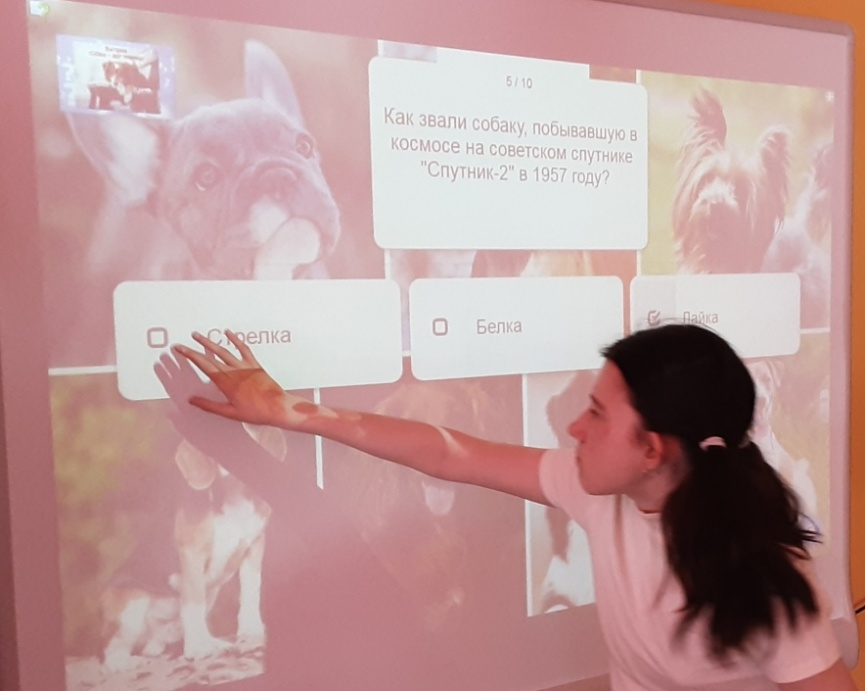 5 / 10
Как звали собаку, побывавшую в
космосе на советском спутнике
"Спутник-2" в 1957 году?
Стрелка
Белка
Лайка